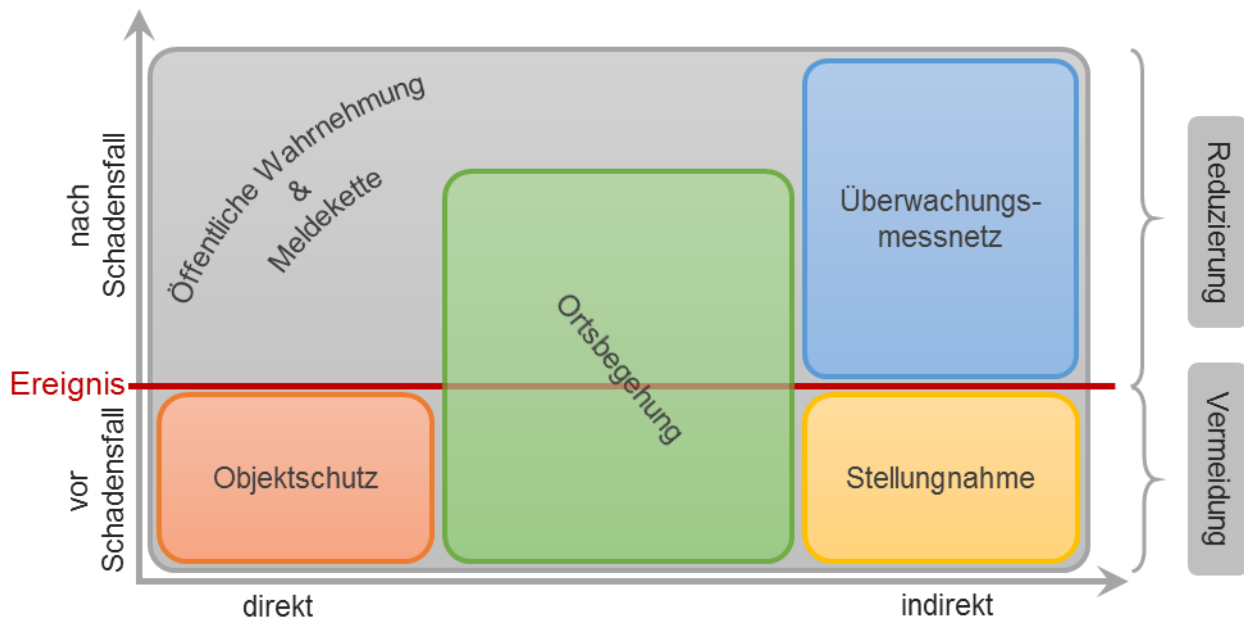 Öffentliche Wahrnehmung
&
Meldekette
Überwachungs-
messnetz
Ortsbegehung
Objektschutz
Stellungnahme
nach
Schadensfall
Ereignis
vor
Schadensfall
direkt
indirekt
Reduzierung
Vermeidung